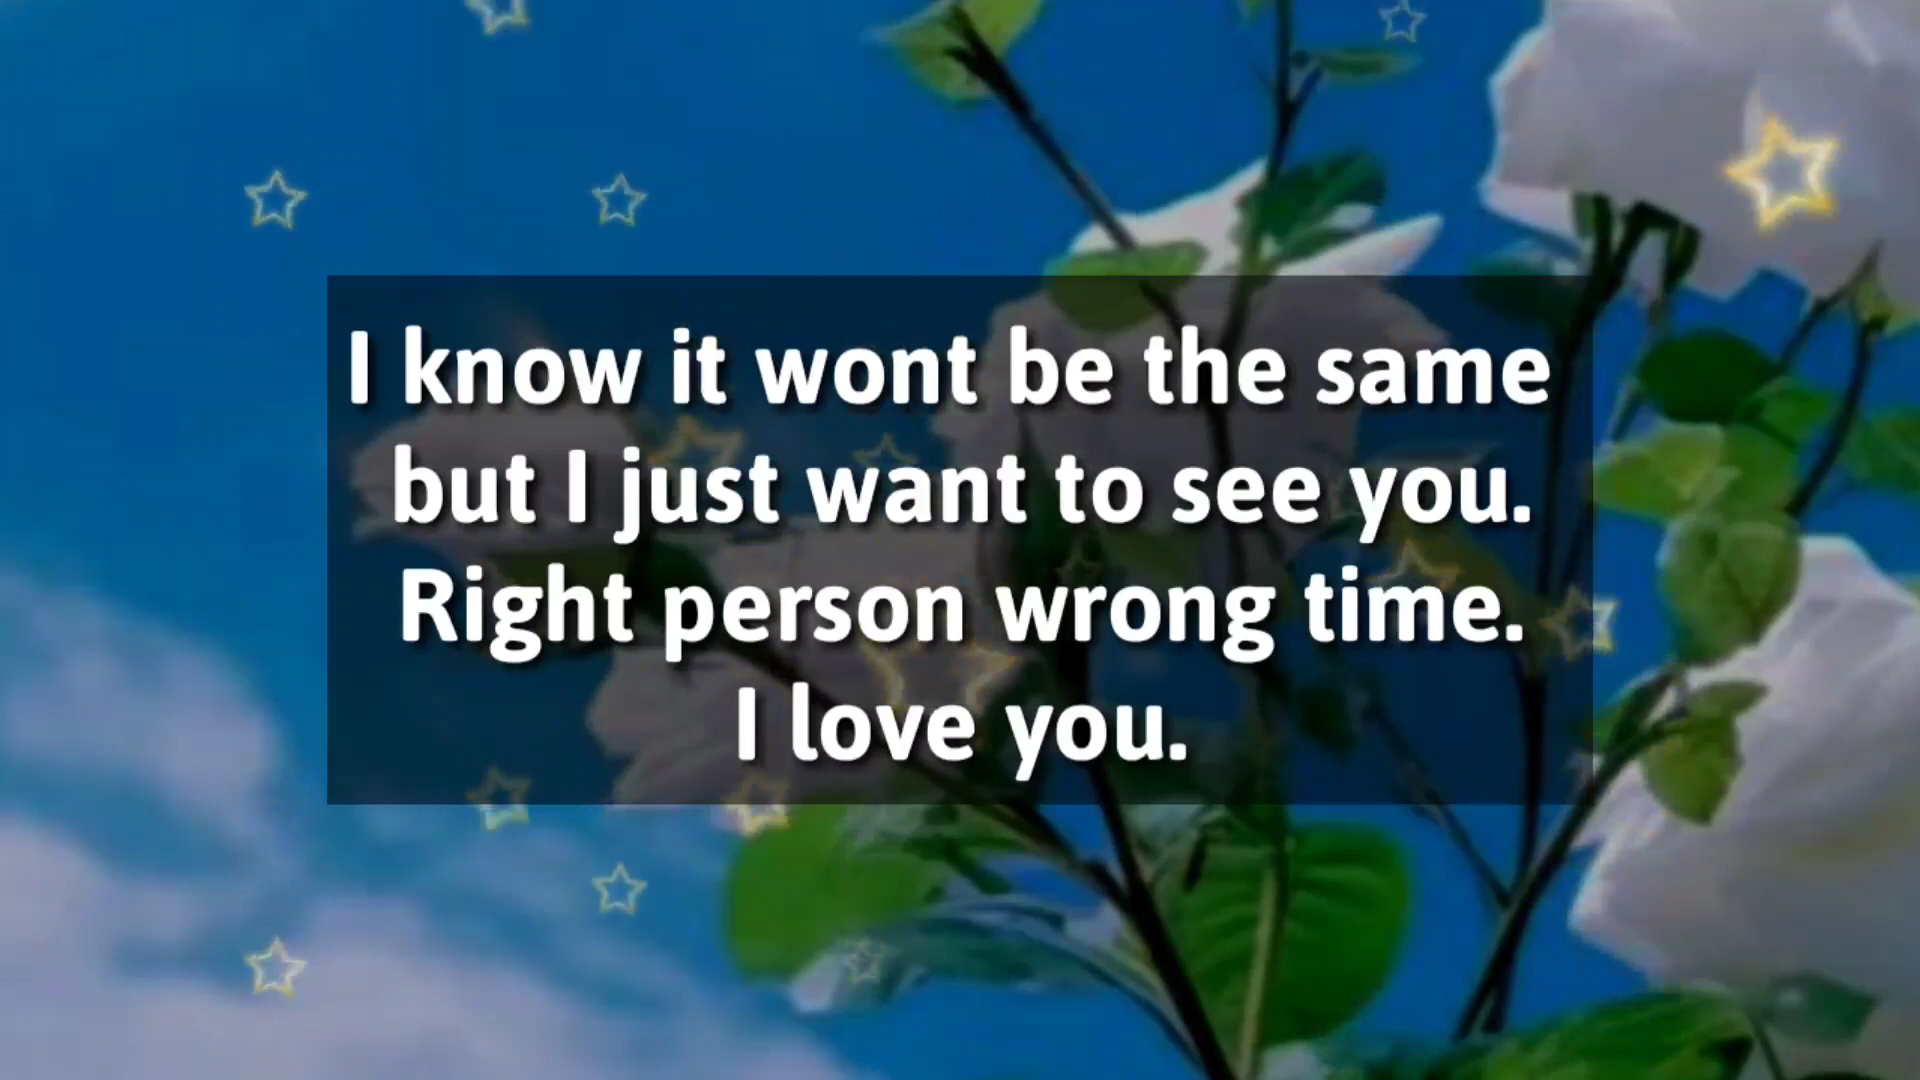 I know it wont be the same
but I just want to see you.
Right person wrong time.
I love you.